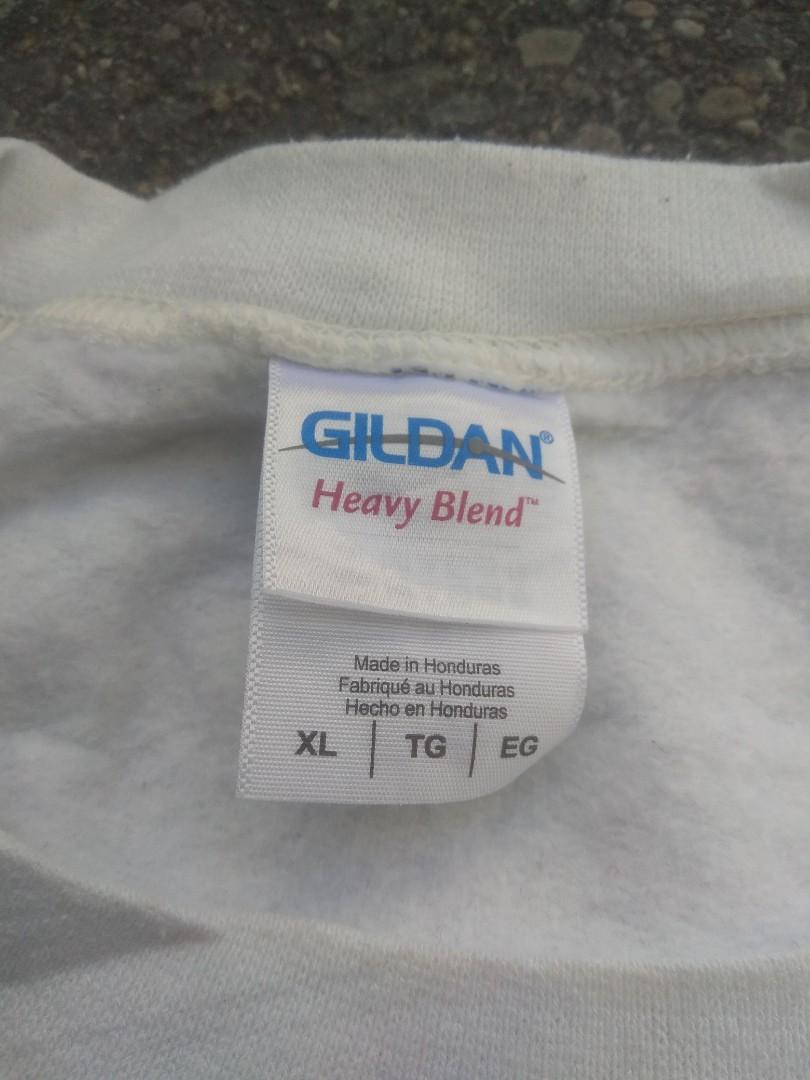 GILDAN®
Heavy Blend™
Made in Honduras
Fabriqué au Honduras
Hecho en Honduras
XL | TG | EG